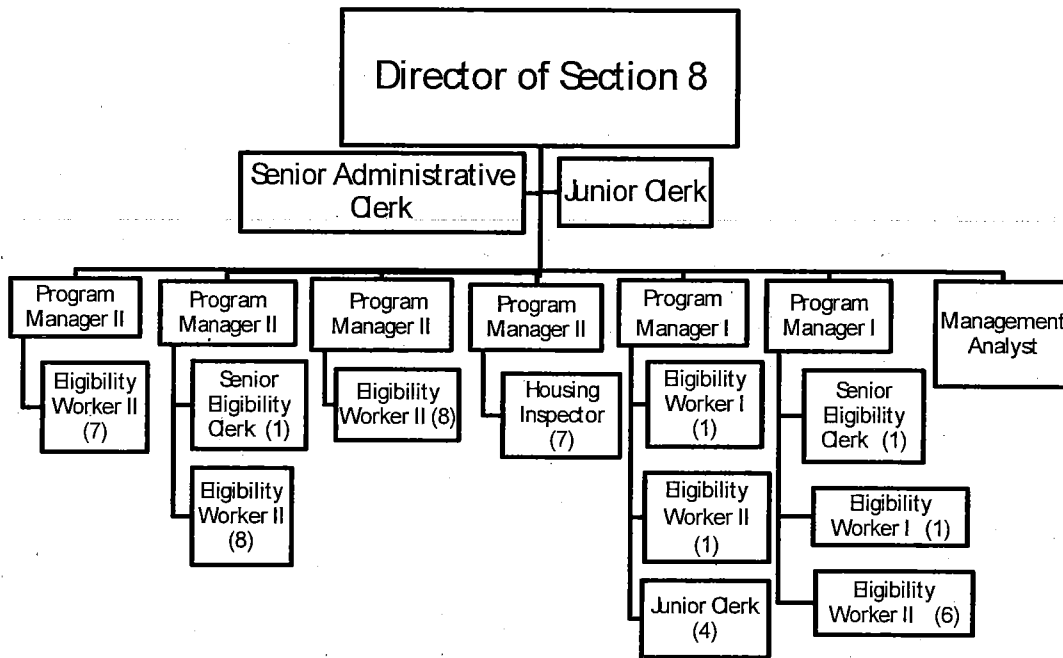 Director of Section 8
Senior Administrative
Clerk
Junior Clerk
Program
Manager II
Eligibility
Worker II
(7)
Program
Manager II
Senior
Eligibility
Clerk (1)
Eligibility
Worker II
(8)
Program
Manager II
Eligibility
Worker II (8)
Program
Manager II
Housing
Inspector
(7)
Program
Manager I
Eligibility
Worker I
(1)
Eligibility
Worker II
(1)
Junior Clerk
(4)
Program
Manager I
Senior
Eligibility
Clerk (1)
Eligibility
Worker I (1)
Eligibility
Worker II (6)
Management
Analyst